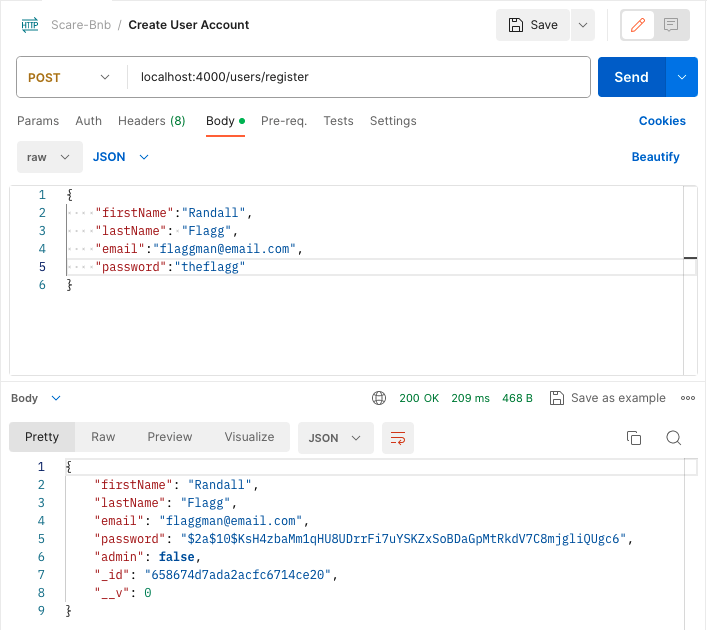 HTTP Scare-Bnb / Create User Account Save
POST localhost:4000/users/register Send
Params Auth Headers (8) Body Pre-req. Tests Settings Cookies
raw JSON Beautify
1 {
2 ····"firstName":"Randall",
3 ····"lastName":·"Flagg",
4 ····"email":"flaggman@email.com",
5 ····"password":"theflagg"
6 }
Body 200 OK 209 ms 468 B Save as example
Pretty Raw Preview Visualize JSON
1 {
2     "firstName": "Randall",
3     "lastName": "Flagg",
4     "email": "flaggman@email.com",
5     "password": "$2a$10$KsH4zbaMm1qHU8UDrrFi7uYSKZxSoBDaGpMtRkdV7C8mjgliQUgc6",
6     "admin": false,
7     "_id": "658674d7ada2acfc6714ce20",
8     "__v": 0
9 }